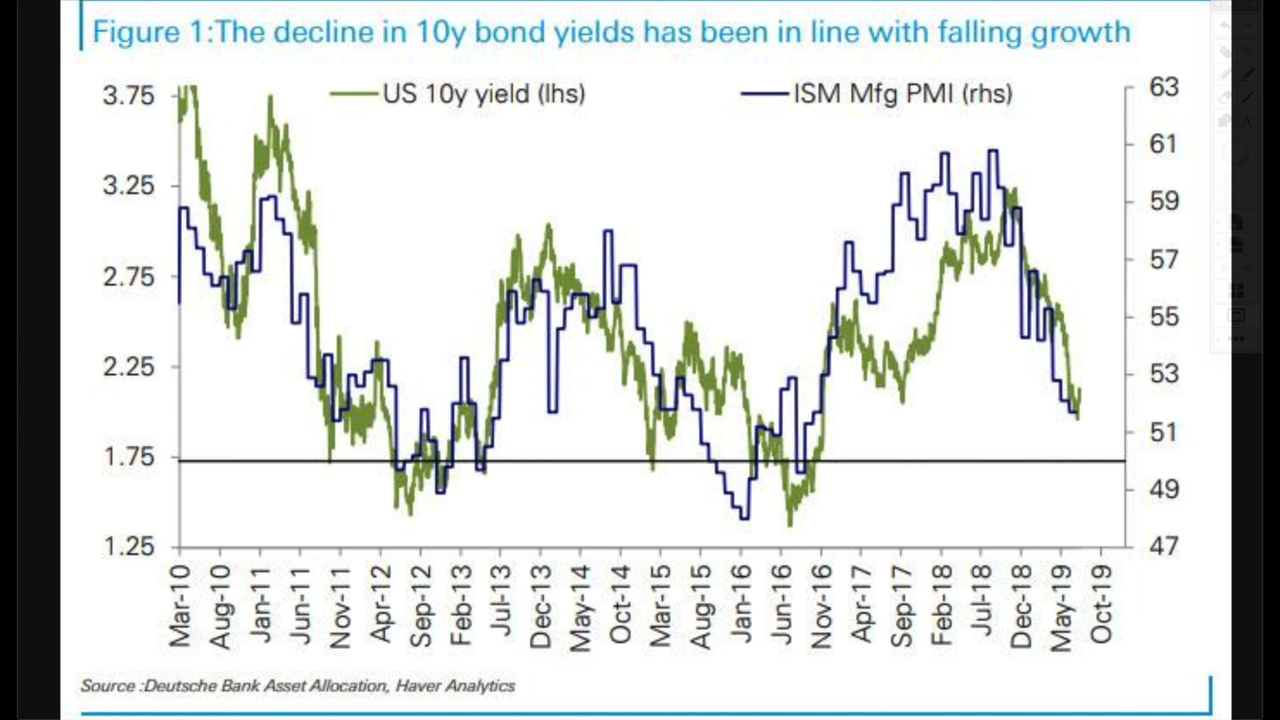 Figure 1:The decline in 10y bond yields has been in line with falling growth
US 10y yield (lhs)
ISM Mfg PMI (rhs)
3.75
3.25
2.75
2.25
1.75
1.25
63
61
59
57
55
53
51
49
47
Mar-10
Aug-10
Jan-11
Jun-11
Nov-11
Apr-12
Sep-12
Feb-13
Jul-13
Dec-13
May-14
Oct-14
Mar-15
Aug-15
Jan-16
Jun-16
Nov-16
Apr-17
Sep-17
Feb-18
Jul-18
Dec-18
May-19
Oct-19
Source :Deutsche Bank Asset Allocation, Haver Analytics